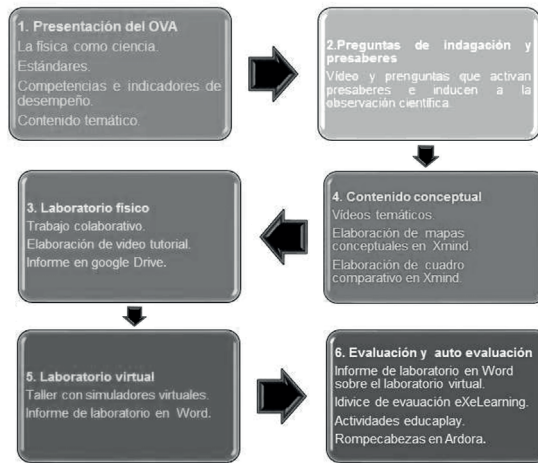 1. Presentación del OVA
La física como ciencia.
Estándares.
Competencias e indicadores de
desempeño.
Contenido temático.
2.Preguntas de indagación y
presaberes
Vídeo y prenguntas que activan
presaberes e inducen a la
observación científica.
3. Laboratorio físico
Trabajo colaborativo.
Elaboración de video tutorial.
Informe en google Drive.
4. Contenido conceptual
Vídeos temáticos
Elaboración de mapas
conceptuales en Xmind.
Elaboración de cuadro
comparativo en Xmind.
5. Laboratorio virtual
Taller con simuladores virtuales.
Informe de laboratorio en Word.
6. Evaluación y auto evaluación
Informe de laboratorio en Word
sobre el laboratorio virtual.
Idivice de evauación eXeLearning.
Actividades educaplay.
Rompecabezas en Ardora.